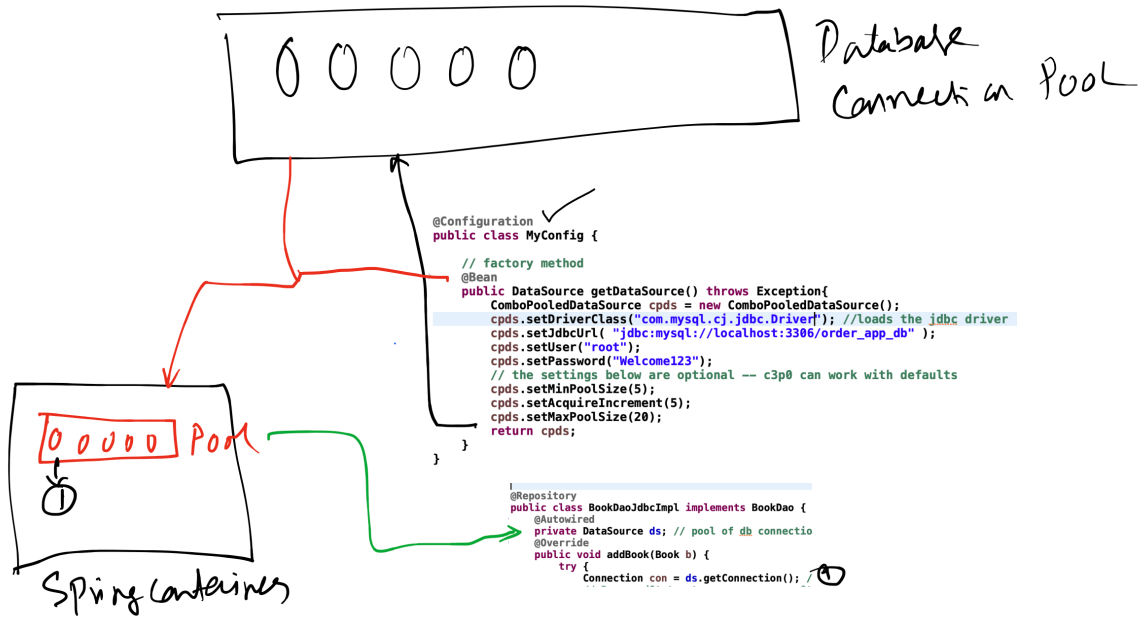 Database
Connection Pool
@Configuration
public class MyConfig {
// factory method
@Bean
public DataSource getDataSource() throws Exception{
ComboPooledDataSource cpds = new ComboPooledDataSource();
cpds.setDriverClass("com.mysql.cj.jdbc.Driver"); //loads the jdbc driver
cpds.setJdbcUrl( "jdbc:mysql://localhost:3306/order_app_db" );
cpds.setUser("root");
cpds.setPassword("Welcome123");
// the settings below are optional -- c3p0 can work with defaults
cpds.setMinPoolSize(5);
cpds.setAcquireIncrement(5);
cpds.setMaxPoolSize(20);
return cpds;
}
}
Pool
1
Spring container
@Repository
public class BookDaoJdbcImpl implements BookDao {
@Autowired
private DataSource ds; // pool of db connectio
@Override
public void addBook(Book b) {
try {
Connection con = ds.getConnection(); / 1